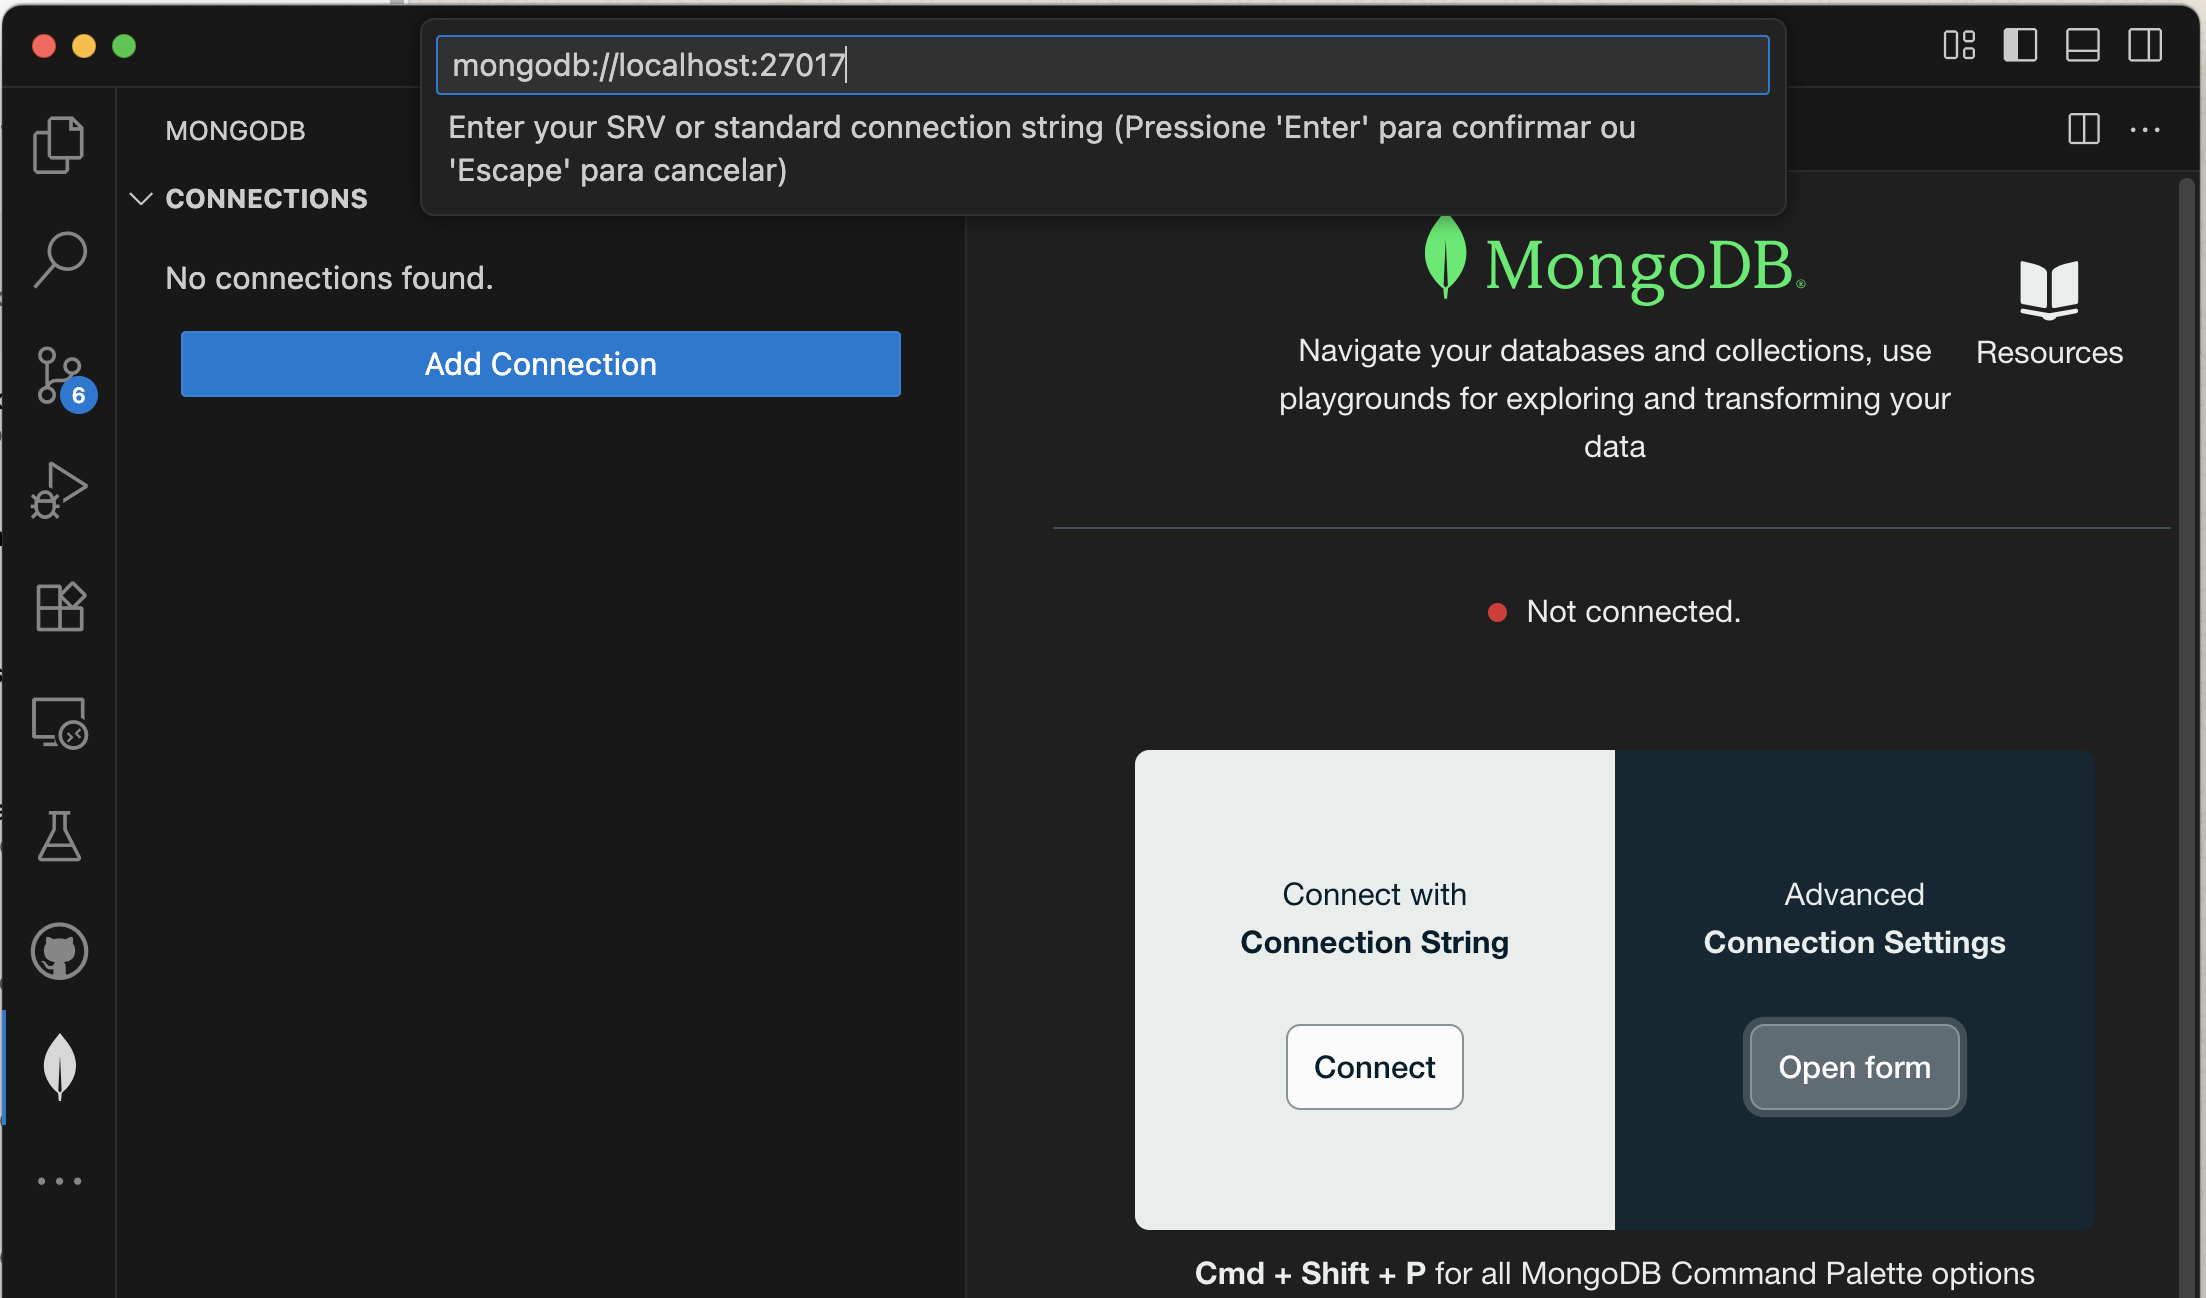 mongodb://localhost:27017
Enter your SRV or standard connection string (Pressione 'Enter' para confirmar ou
'Escape' para cancelar)
MONGODB
CONNECTIONS
No connections found.
Add Connection
6
MongoDB®
Navigate your databases and collections, use
playgrounds for exploring and transforming your
data
Resources
Not connected.
Connect with
Connection String
Connect
Advanced
Connection Settings
Open form
Cmd + Shift + P for all MongoDB Command Palette options